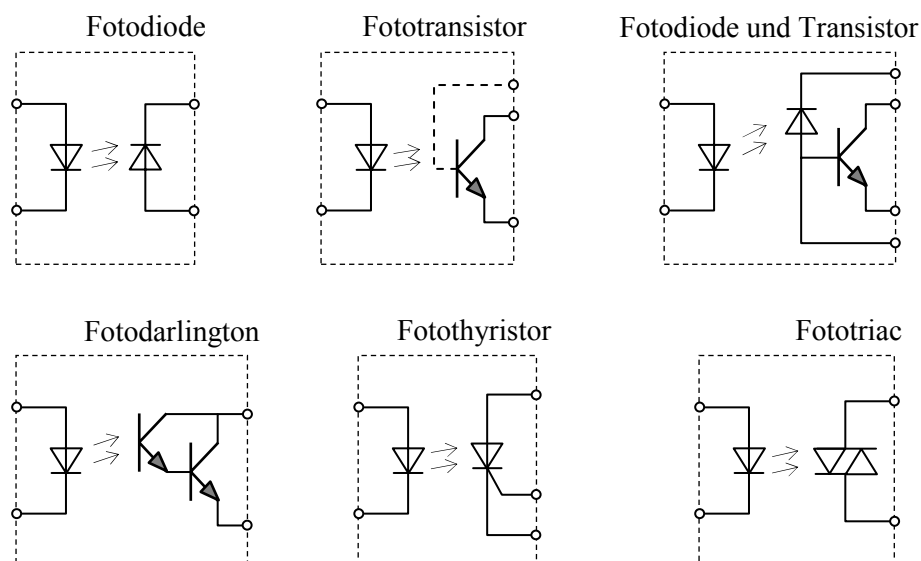 Fotodiode
Fototransistor
Fotodiode und Transistor
Fotodarlington
Fotothyristor
Fototriac